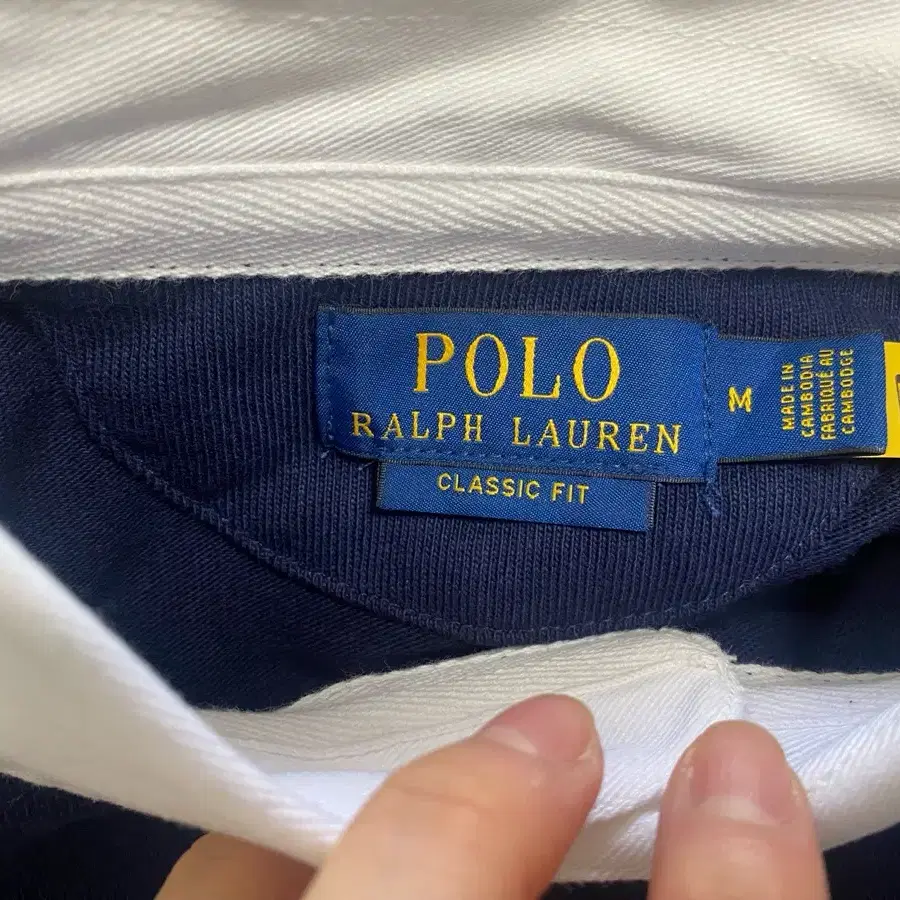 POLO
RALPH LAUREN
CLASSIC FIT
M
MADE IN
CAMBODIA
FABRIQUÉ AU
CAMBODGE